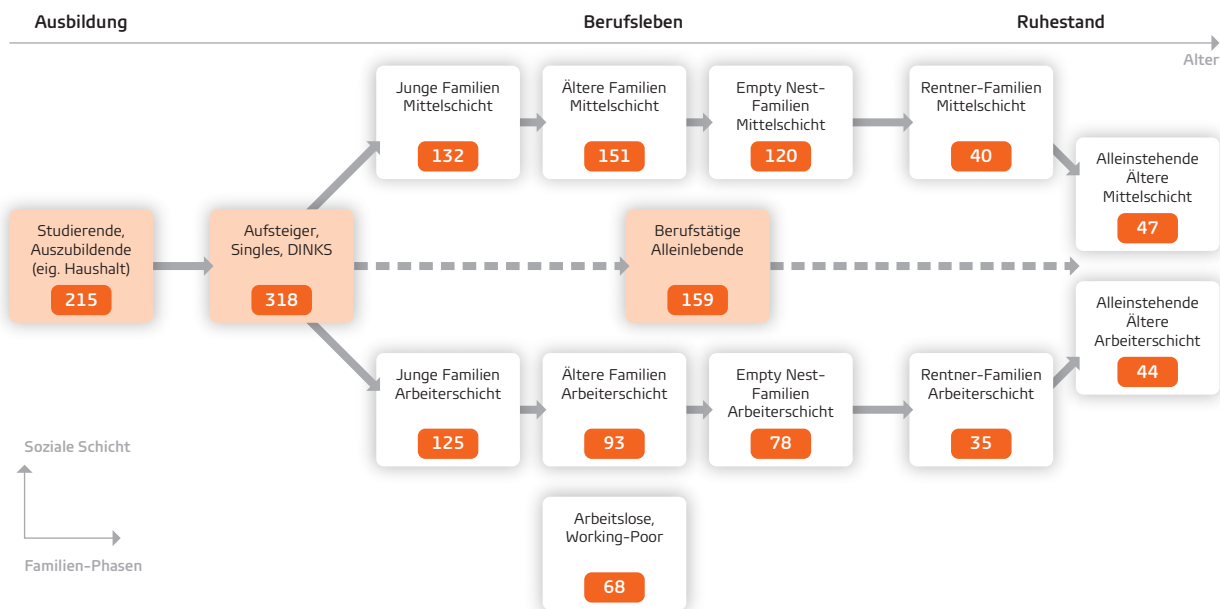 Ausbildung
Berufsleben
Ruhestand
Alter
Junge Familien
Mittelschicht
132
Ältere Familien
Mittelschicht
151
Empty Nest-
Familien
Mittelschicht
120
Rentner-Familien
Mittelschicht
40
Alleinstehende
Ältere
Mittelschicht
47
Studierende,
Auszubildende
(eig. Haushalt)
215
Aufsteiger,
Singles, DINKS
318
Berufstätige
Alleinlebende
159
Alleinstehende
Ältere
Arbeiterschicht
44
Junge Familien
Arbeiterschicht
125
Ältere Familien
Arbeiterschicht
93
Empty Nest-
Familien
Arbeiterschicht
78
Rentner-Familien
Arbeiterschicht
35
Soziale Schicht
Familien-Phasen
Arbeitslose,
Working-Poor
68